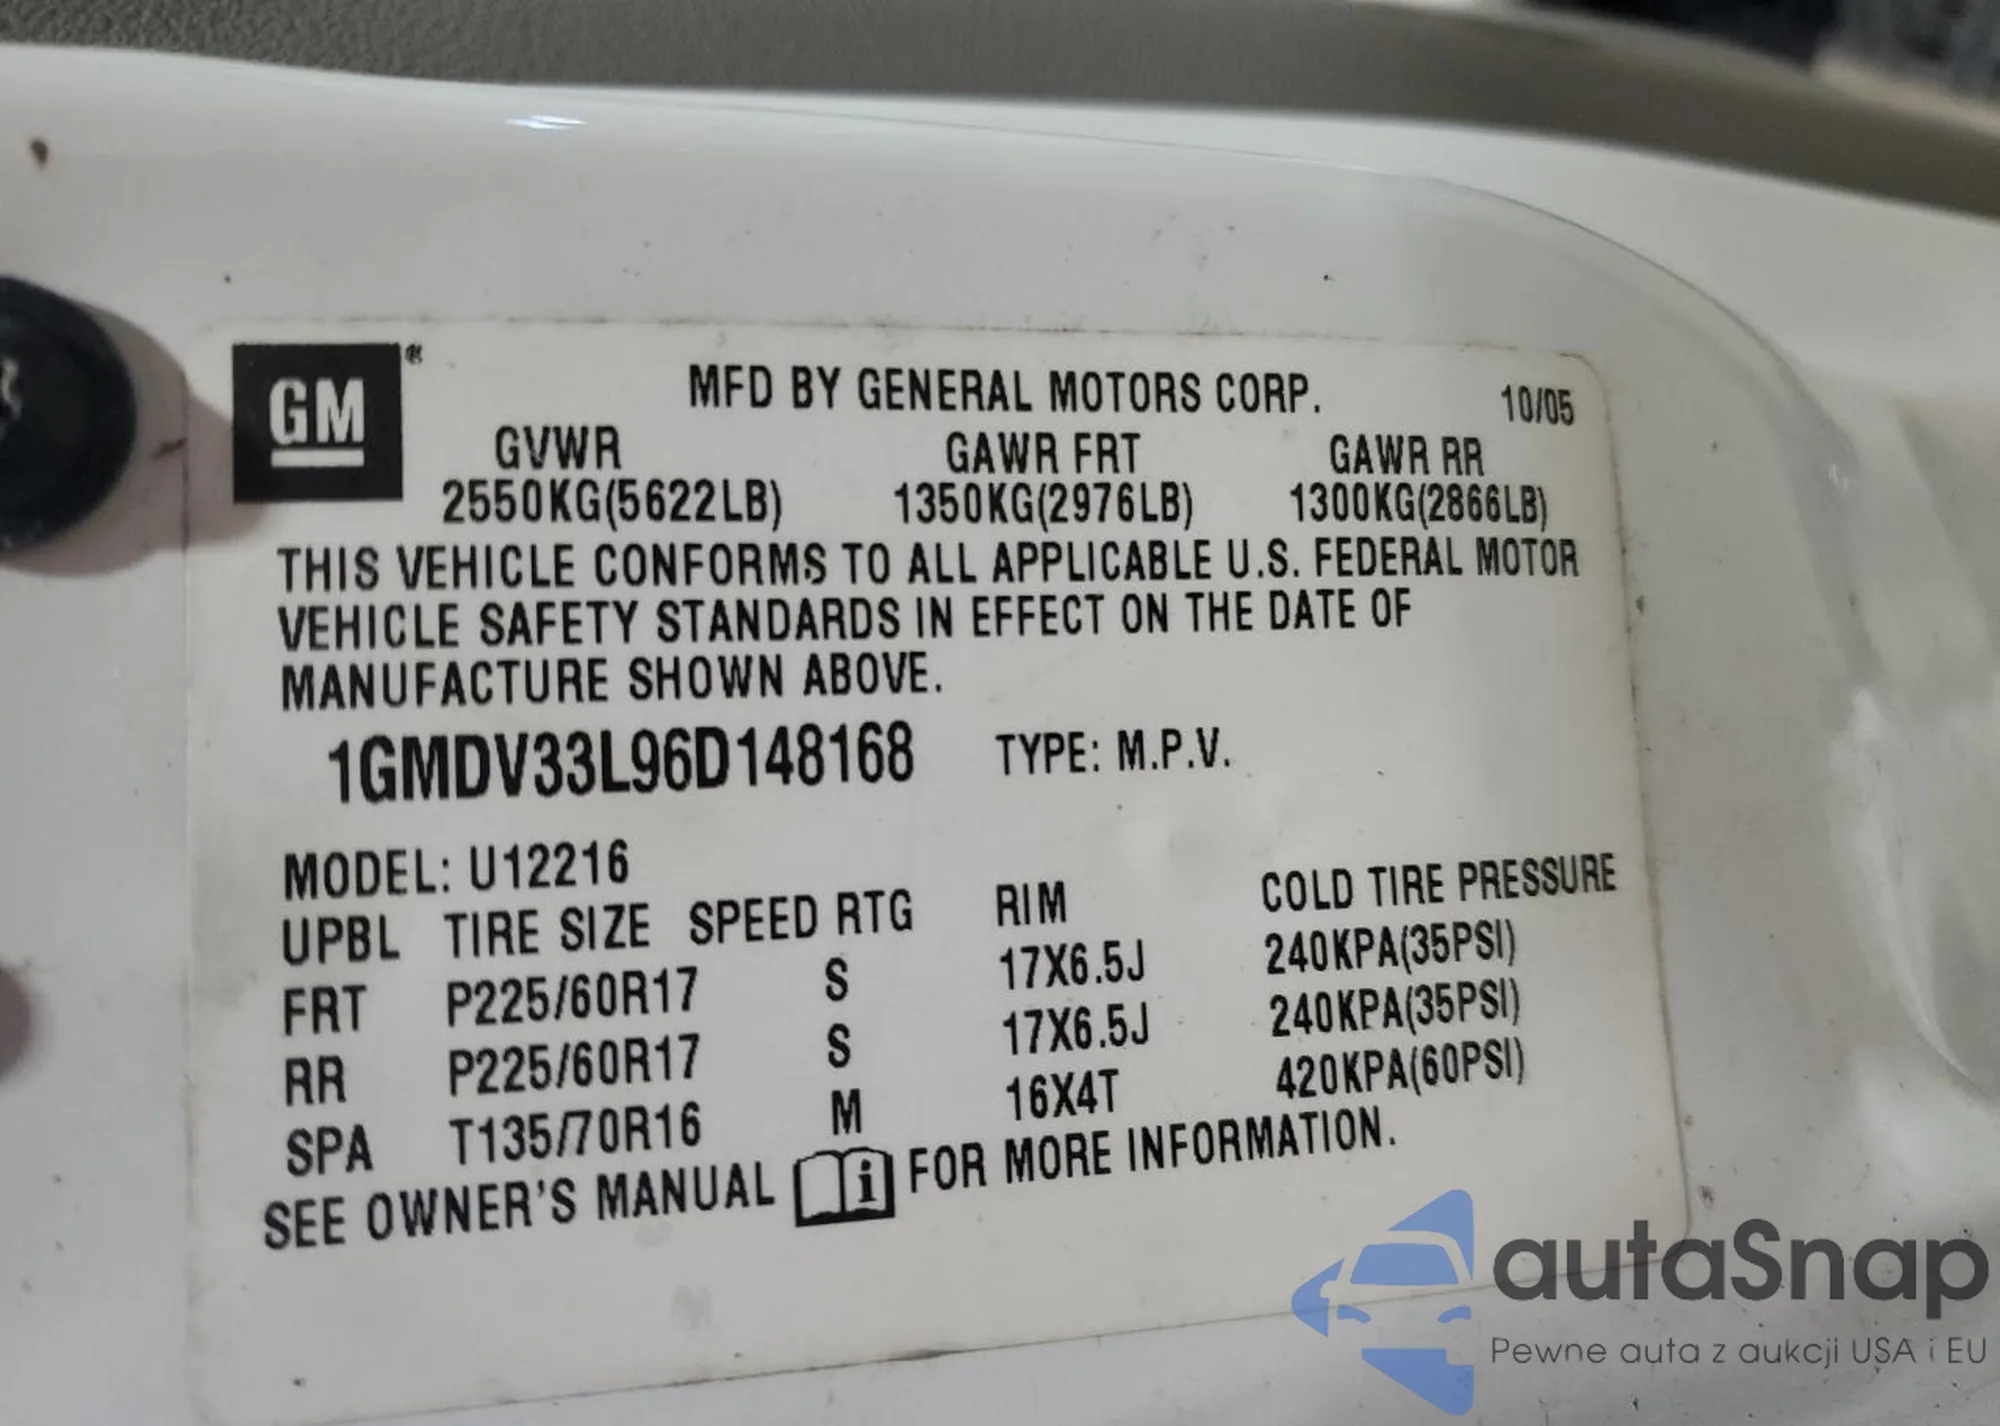 GM®
MFD BY GENERAL MOTORS CORP. 10/05
GVWR GAWR FRT GAWR RR
2550KG(5622LB) 1350KG(2976LB) 1300KG(2866LB)
THIS VEHICLE CONFORMS TO ALL APPLICABLE U.S. FEDERAL MOTOR
VEHICLE SAFETY STANDARDS IN EFFECT ON THE DATE OF
MANUFACTURE SHOWN ABOVE.
1GMDV33L96D148168 TYPE: M.P.V.
MODEL: U12216
UPBL TIRE SIZE SPEED RTG RIM COLD TIRE PRESSURE
FRT P225/60R17 S 17X6.5J 240KPA(35PSI)
RR P225/60R17 S 17X6.5J 240KPA(35PSI)
SPA T135/70R16 M 16X4T 420KPA(60PSI)
SEE OWNER'S MANUAL i FOR MORE INFORMATION.
autaSnap
Pewne auta z aukcji USA i EU